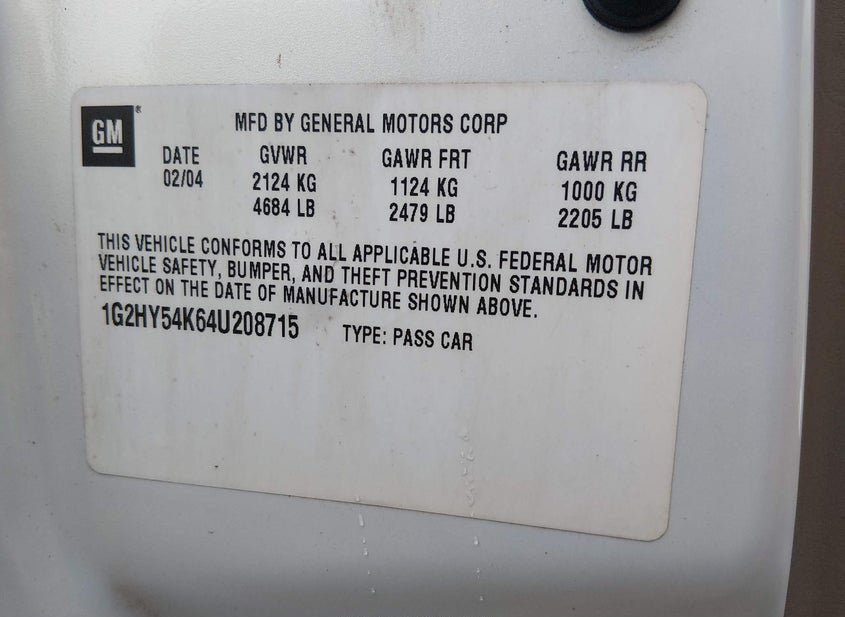 GM ®
MFD BY GENERAL MOTORS CORP
DATE GVWR GAWR FRT GAWR RR
02/04 2124 KG 1124 KG 1000 KG
4684 LB 2479 LB 2205 LB
THIS VEHICLE CONFORMS TO ALL APPLICABLE U.S. FEDERAL MOTOR
VEHICLE SAFETY, BUMPER, AND THEFT PREVENTION STANDARDS IN
EFFECT ON THE DATE OF MANUFACTURE SHOWN ABOVE.
1G2HY54K64U208715 TYPE: PASS CAR